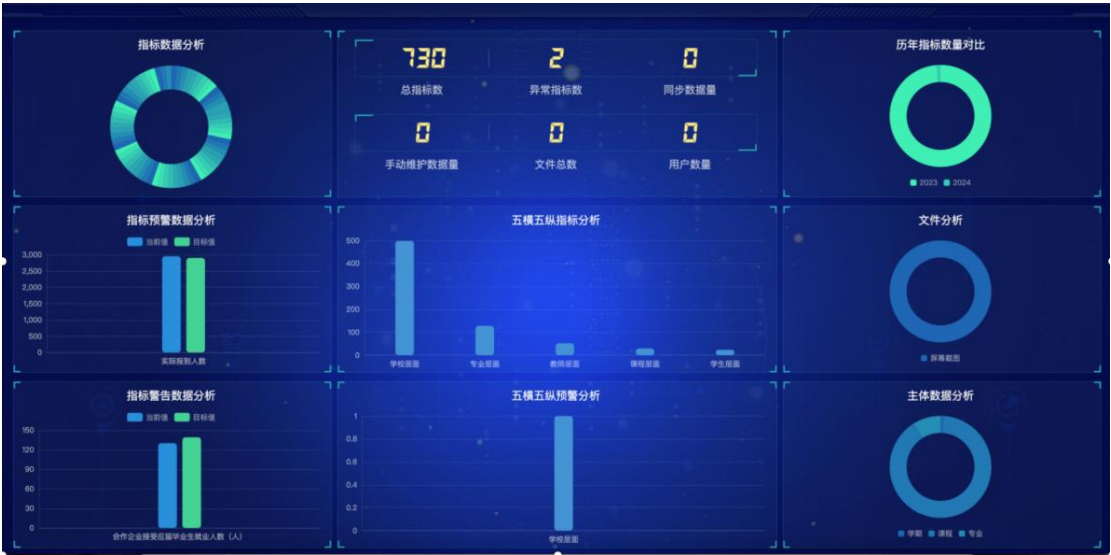 指标数据分析
730
2
0
总指标数
异常指标数
同步数据量
0
0
0
手动维护数据量
文件总数
用户数量
历年指标数量对比
2023 2024
指标预警数据分析
当前值 目标值
3,000
2,500
2,000
1,500
1,000
500
0
实际报到人数
五横五纵指标分析
500
400
300
200
100
0
学校层面 专业层面 教师层面 课程层面 学生层面
文件分析
屏幕截图
指标警告数据分析
当前值 目标值
150
120
90
60
30
0
合作企业接受应届毕业生就业人数（人）
五横五纵预警分析
1
0.8
0.6
0.4
0.2
0
学校层面
主体数据分析
学期 课程 专业